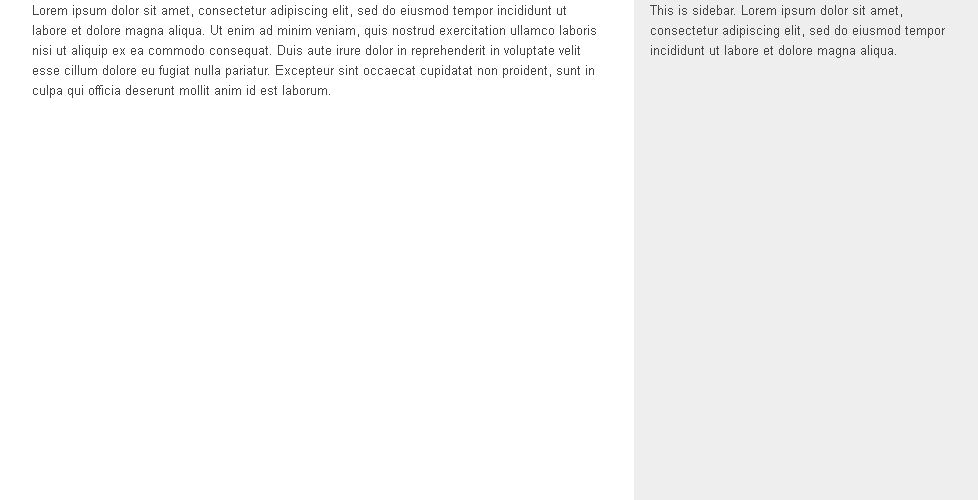 Lorem ipsum dolor sit amet, consectetur adipiscing elit, sed do eiusmod tempor incididunt ut
labore et dolore magna aliqua. Ut enim ad minim veniam, quis nostrud exercitation ullamco laboris
nisi ut aliquip ex ea commodo consequat. Duis aute irure dolor in reprehenderit in voluptate velit
esse cillum dolore eu fugiat nulla pariatur. Excepteur sint occaecat cupidatat non proident, sunt in
culpa qui officia deserunt mollit anim id est laborum.
This is sidebar. Lorem ipsum dolor sit amet,
consectetur adipiscing elit, sed do eiusmod tempor
incididunt ut labore et dolore magna aliqua.